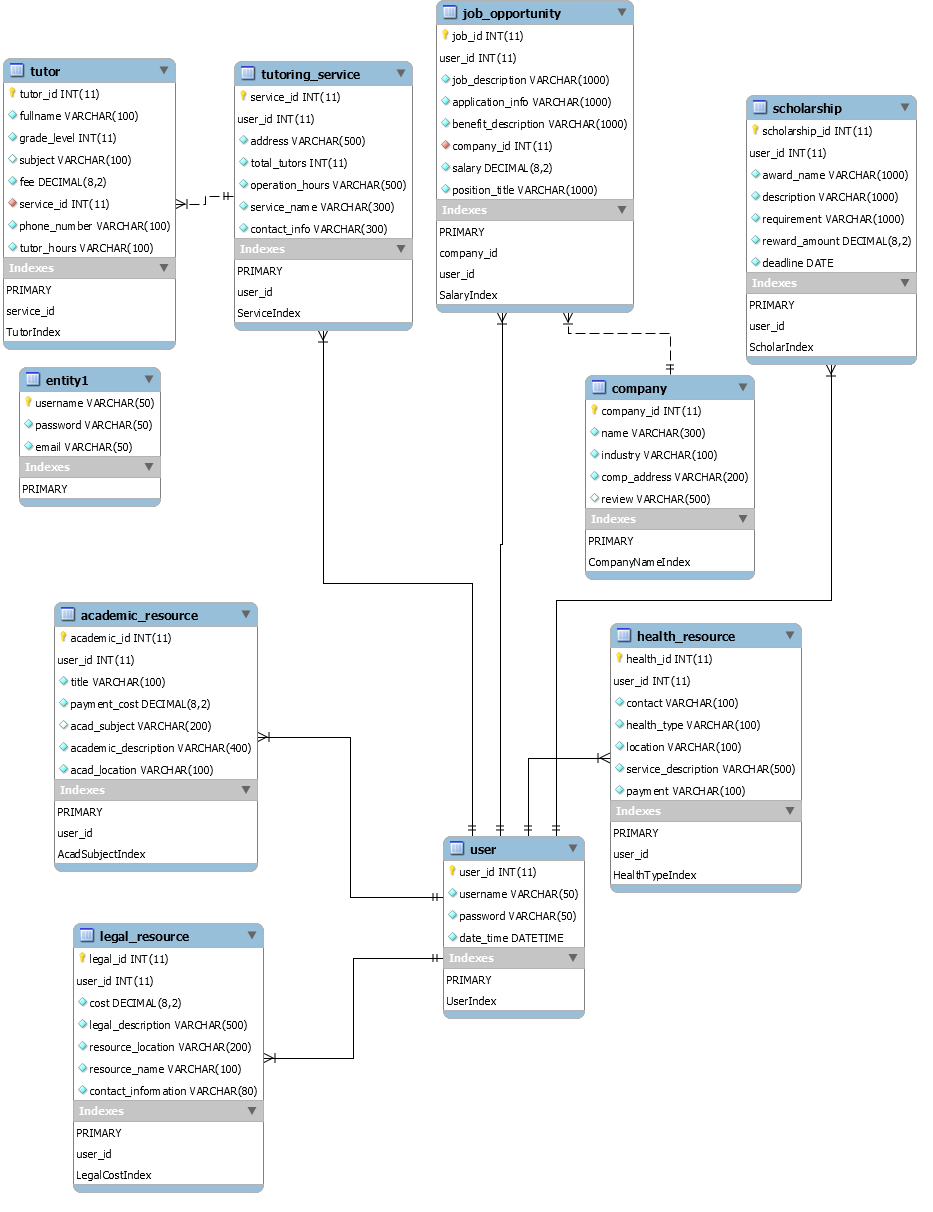 tutor
tutor_id INT(11)
fullname VARCHAR(100)
grade_level INT(11)
subject VARCHAR(100)
fee DECIMAL(8,2)
service_id INT(11)
phone_number VARCHAR(100)
tutor_hours VARCHAR(100)
Indexes
PRIMARY
service_id
TutorIndex
tutoring_service
service_id INT(11)
user_id INT(11)
address VARCHAR(500)
total_tutors INT(11)
operation_hours VARCHAR(500)
service_name VARCHAR(300)
contact_info VARCHAR(300)
Indexes
PRIMARY
user_id
ServiceIndex
job_opportunity
job_id INT(11)
user_id INT(11)
job_description VARCHAR(1000)
application_info VARCHAR(1000)
benefit_description VARCHAR(1000)
company_id INT(11)
salary DECIMAL(8,2)
position_title VARCHAR(1000)
Indexes
PRIMARY
company_id
user_id
SalaryIndex
scholarship
scholarship_id INT(11)
user_id INT(11)
award_name VARCHAR(1000)
description VARCHAR(1000)
requirement VARCHAR(1000)
reward_amount DECIMAL(8,2)
deadline DATE
Indexes
PRIMARY
user_id
ScholarIndex
entity1
username VARCHAR(50)
password VARCHAR(50)
email VARCHAR(50)
Indexes
PRIMARY
company
company_id INT(11)
name VARCHAR(300)
industry VARCHAR(100)
comp_address VARCHAR(200)
review VARCHAR(500)
Indexes
PRIMARY
CompanyNameIndex
academic_resource
academic_id INT(11)
user_id INT(11)
title VARCHAR(100)
payment_cost DECIMAL(8,2)
acad_subject VARCHAR(200)
academic_description VARCHAR(400)
acad_location VARCHAR(100)
Indexes
PRIMARY
user_id
AcadSubjectIndex
health_resource
health_id INT(11)
user_id INT(11)
contact VARCHAR(100)
health_type VARCHAR(100)
location VARCHAR(100)
service_description VARCHAR(500)
payment VARCHAR(100)
Indexes
PRIMARY
user_id
HealthTypeIndex
user
user_id INT(11)
username VARCHAR(50)
password VARCHAR(50)
date_time DATETIME
Indexes
PRIMARY
UserIndex
legal_resource
legal_id INT(11)
user_id INT(11)
cost DECIMAL(8,2)
legal_description VARCHAR(500)
resource_location VARCHAR(200)
resource_name VARCHAR(100)
contact_information VARCHAR(80)
Indexes
PRIMARY
user_id
LegalCostIndex